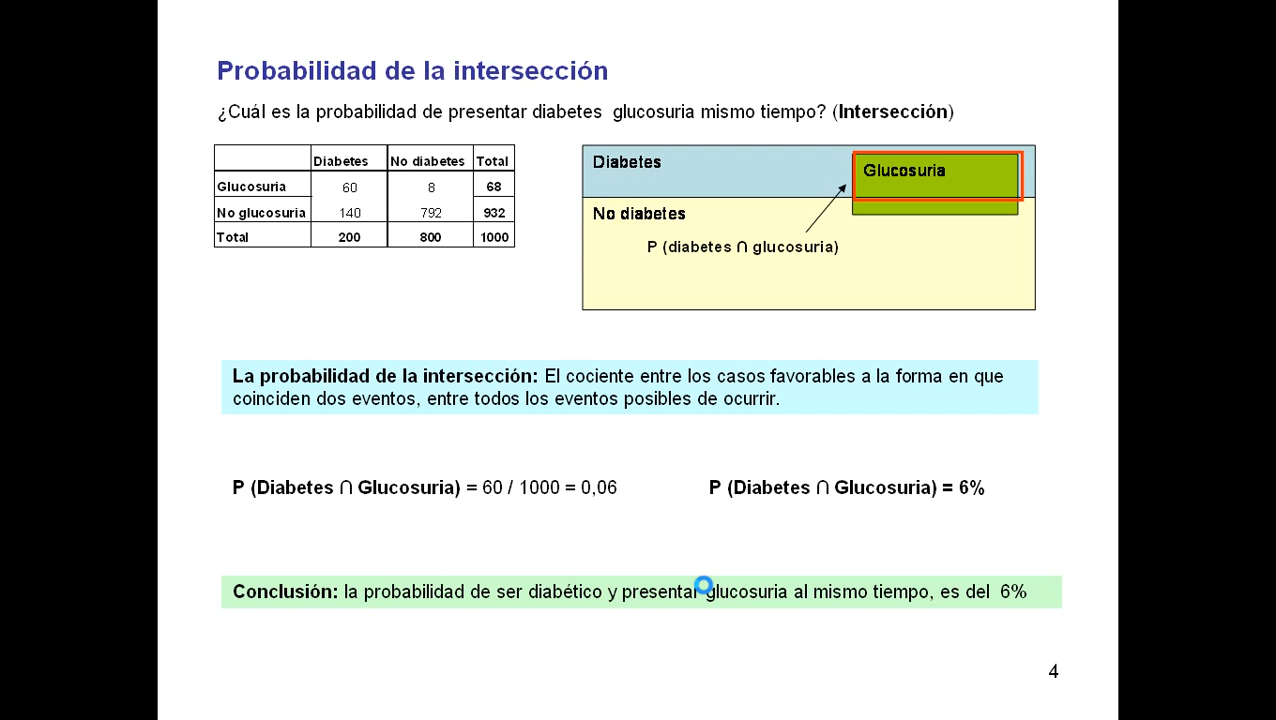 Probabilidad de la intersección
¿Cuál es la probabilidad de presentar diabetes glucosuria mismo tiempo? (Intersección)
Diabetes No diabetes Total
Glucosuria 60 8 68
No glucosuria 140 792 932
Total 200 800 1000
Diabetes
Glucosuria
No diabetes
P (diabetes ∩ glucosuria)
La probabilidad de la intersección: El cociente entre los casos favorables a la forma en que
coinciden dos eventos, entre todos los eventos posibles de ocurrir.
P (Diabetes ∩ Glucosuria) = 60 / 1000 = 0,06
P (Diabetes ∩ Glucosuria) = 6%
Conclusión: la probabilidad de ser diabético y presentar glucosuria al mismo tiempo, es del 6%
4